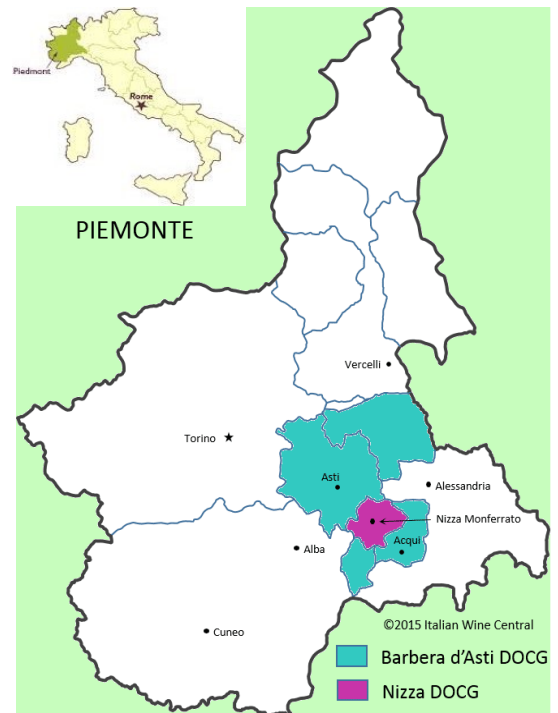 Piedmont
Rome
PIEMONTE
Vercelli
Torino
Asti
Alessandria
Nizza Monferrato
Acqui
Alba
Cuneo
©2015 Italian Wine Central
Barbera d'Asti DOCG
Nizza DOCG